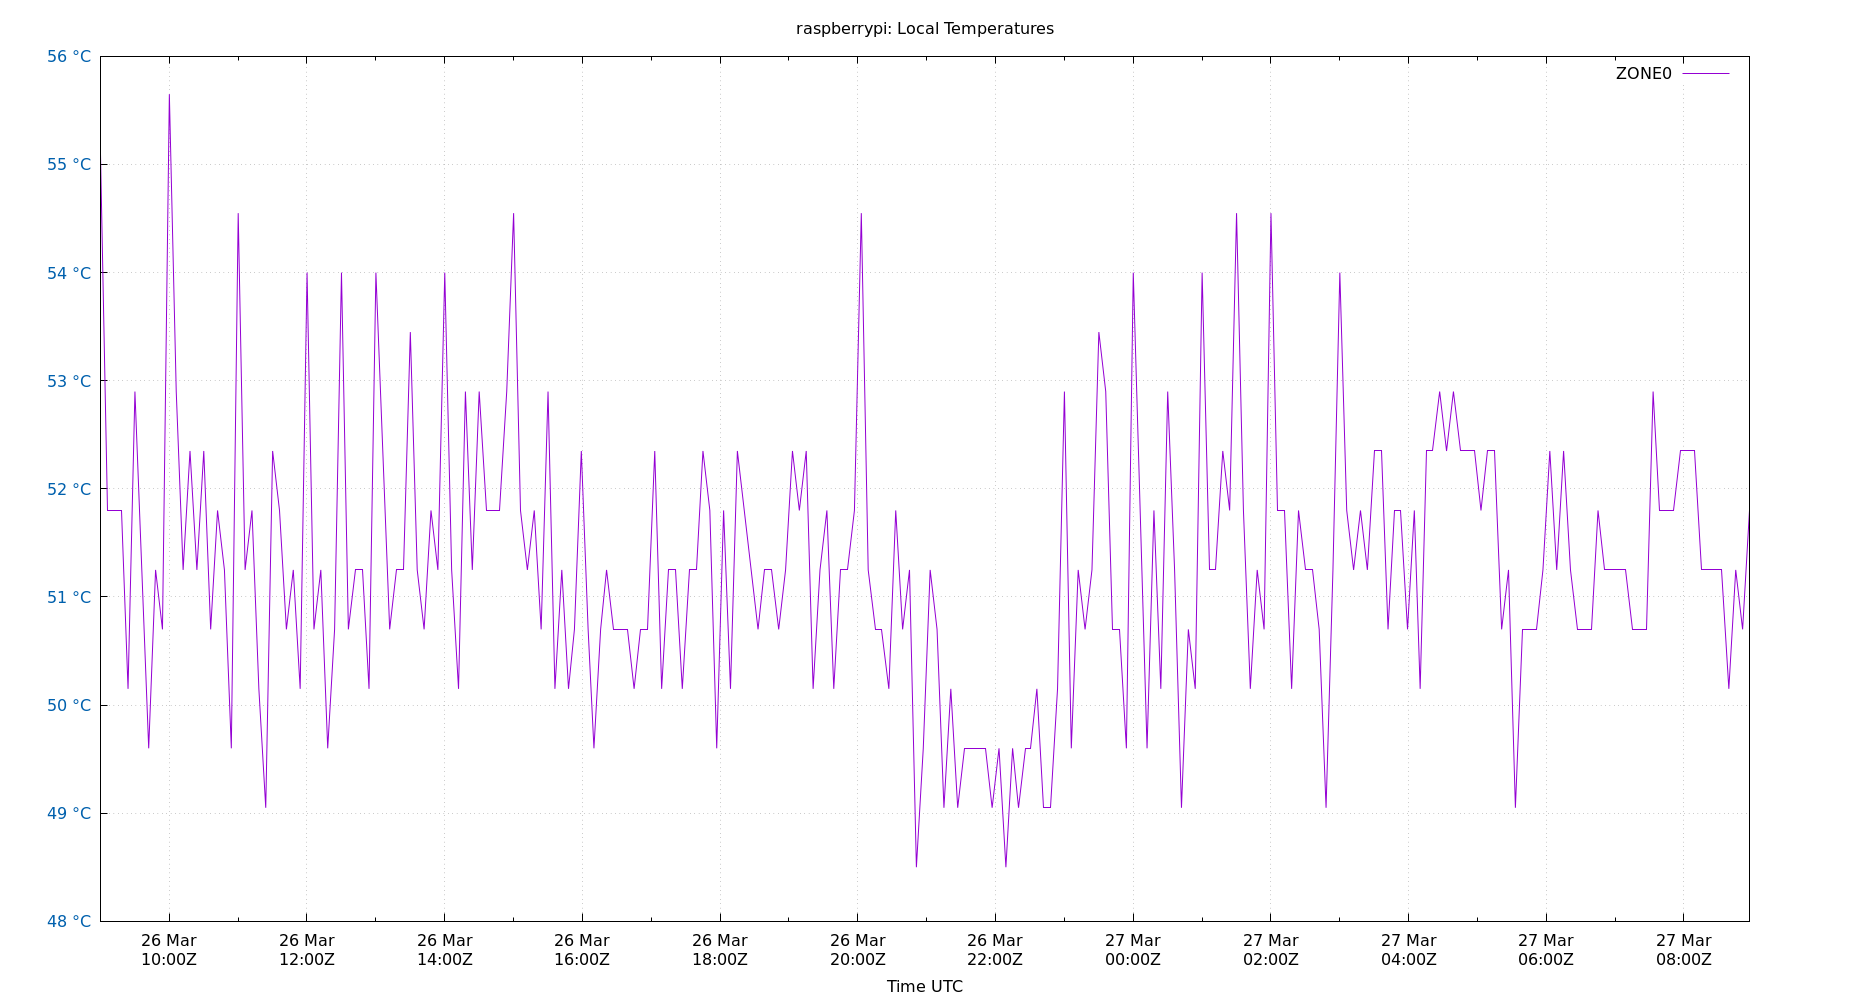 raspberrypi: Local Temperatures
ZONE0
56 °C
55 °C
54 °C
53 °C
52 °C
51 °C
50 °C
49 °C
48 °C
26 Mar 26 Mar 26 Mar 26 Mar 26 Mar 26 Mar 26 Mar 27 Mar 27 Mar 27 Mar 27 Mar 27 Mar
10:00Z 12:00Z 14:00Z 16:00Z 18:00Z 20:00Z 22:00Z 00:00Z 02:00Z 04:00Z 06:00Z 08:00Z
Time UTC